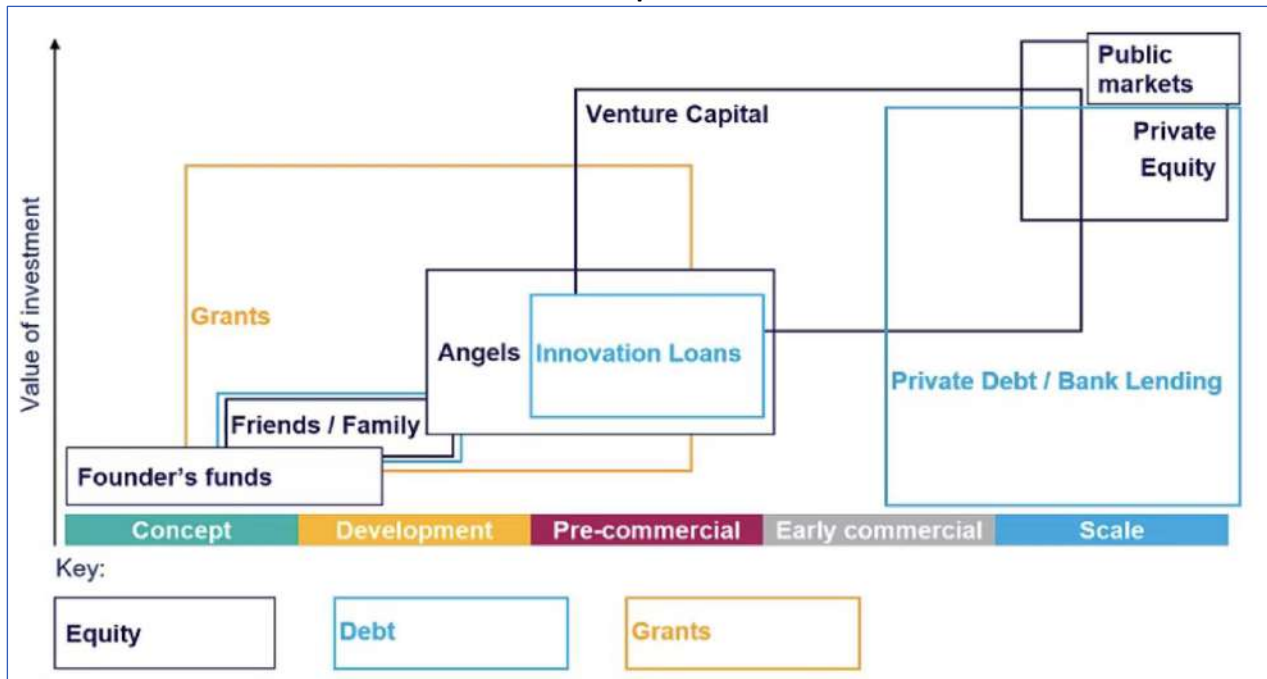 Public
markets
Venture Capital
Private
Equity
Grants
Angels
Innovation Loans
Private Debt / Bank Lending
Friends / Family
Founder's funds
Value of investment
Concept
Development
Pre-commercial
Early commercial
Scale
Key:
Equity
Debt
Grants